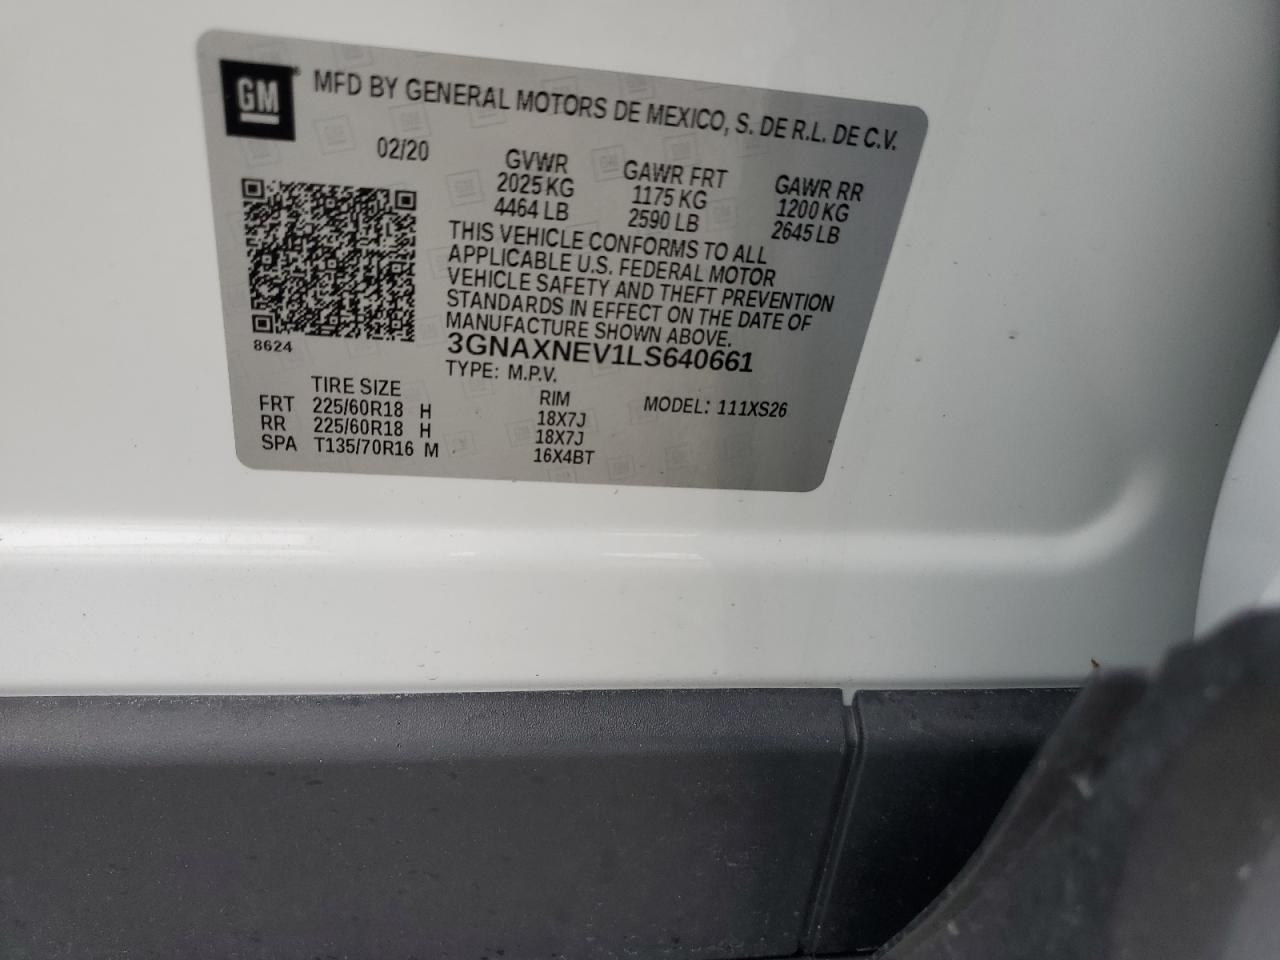 GM
MFD BY GENERAL MOTORS DE MEXICO, S. DE R.L. DE C.V.
02/20 GVWR GAWR FRT GAWR RR
2025 KG 1175 KG 1200 KG
4464 LB 2590 LB 2645 LB
THIS VEHICLE CONFORMS TO ALL
APPLICABLE U.S. FEDERAL MOTOR
VEHICLE SAFETY AND THEFT PREVENTION
STANDARDS IN EFFECT ON THE DATE OF
MANUFACTURE SHOWN ABOVE.
8624
3GNAXNEV1LS640661
TYPE: M.P.V.
TIRE SIZE RIM MODEL: 111XS26
FRT 225/60R18 H 18X7J
RR 225/60R18 H 18X7J
SPA T135/70R16 M 16X4BT